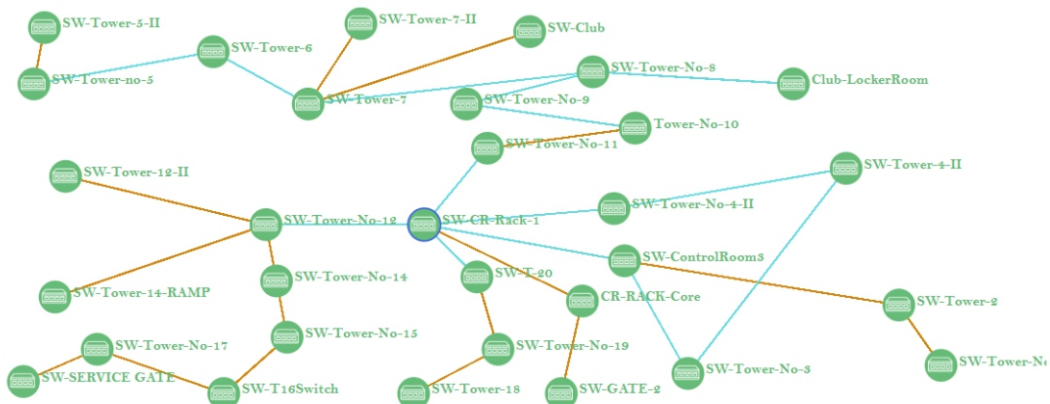 SW-Tower-5-II
SW-Tower-7-II
SW-Club
SW-Tower-6
SW-Tower-no-5
SW-Tower-7
SW-Tower-No-8
Club-LockerRoom
SW-Tower-No-9
Tower-No-10
SW-Tower-No-11
SW-Tower-12-II
SW-Tower-4-II
SW-Tower-No-4-II
SW-Tower-No-12
SW-CR-Rack-1
SW-ControlRoom3
SW-Tower-No-14
SW-T-20
SW-Tower-14-RAMP
CR-RACK-Core
SW-Tower-2
SW-Tower-No-15
SW-Tower-No-17
SW-Tower-No-19
SW-Tower-No-3
SW-SERVICE GATE
SW-T16Switch
SW-Tower-18
SW-GATE-2